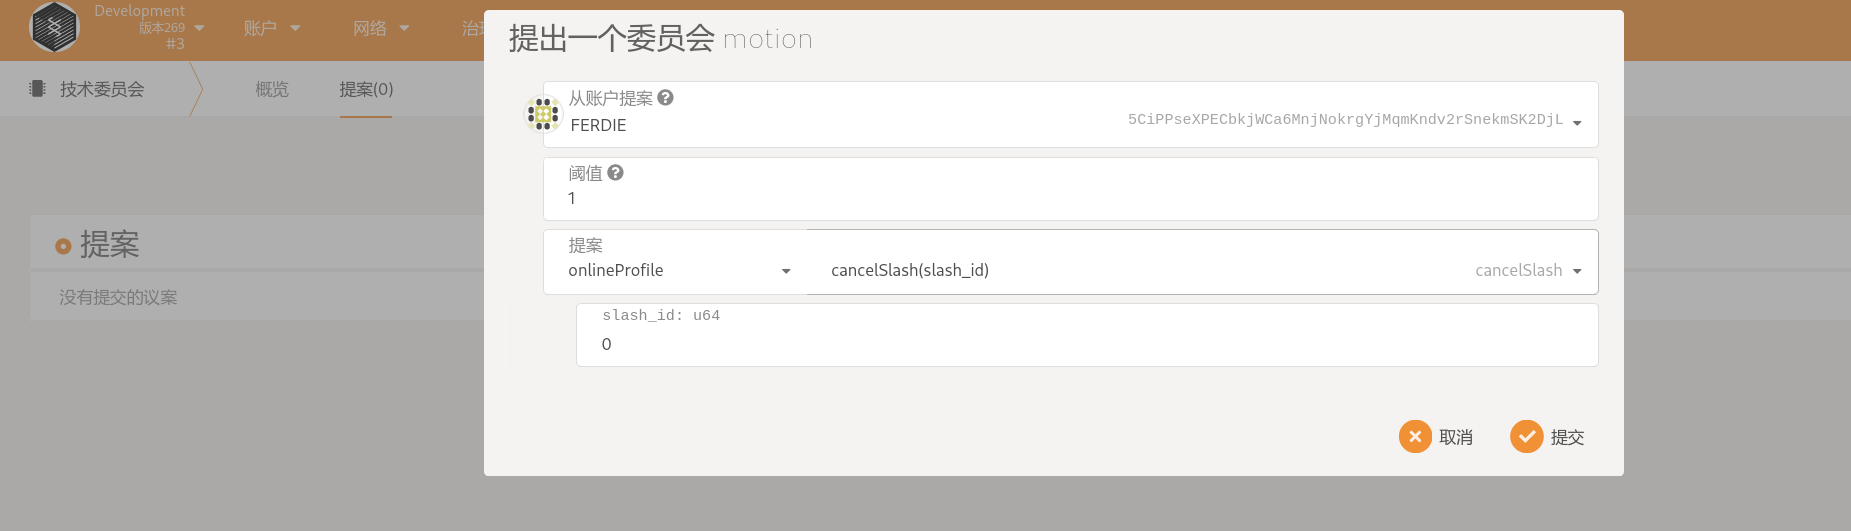 Development
版本269
#3
账户
网络
治
技术委员会
概览
提案(0)
提案
没有提交的议案
提出一个委员会 motion
从账户提案
FERDIE
5CiPPseXPECbkjWCa6MnjNokrgYjMqmKndv2rSnekmSK2DjL
阈值
1
提案
onlineProfile
cancelSlash(slash_id)
cancelSlash
slash_id: u64
0
取消
提交